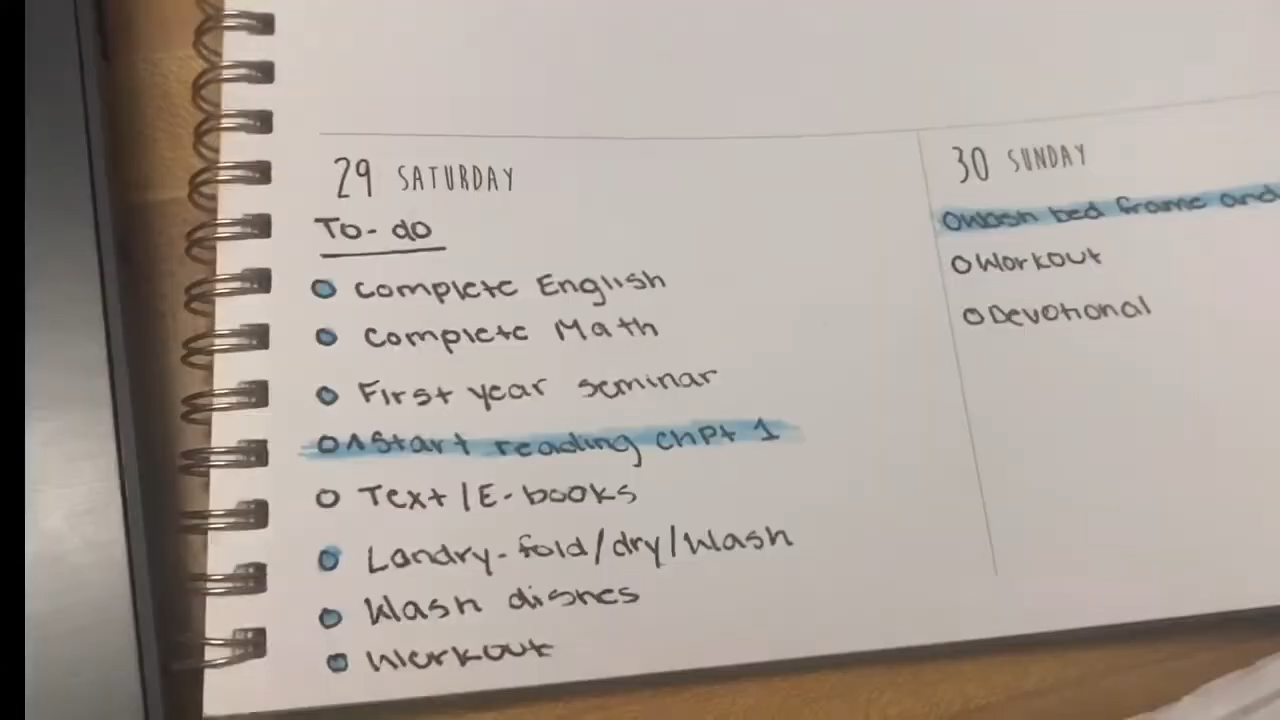 29 SATURDAY
To-do
Complete English
Complete Math
First year seminar
Start reading chpt 1
Text/E-books
Landry-fold/dry/wash
Wash dishes
Workout
30 SUNDAY
Wash bed frame and
Workout
Devotional